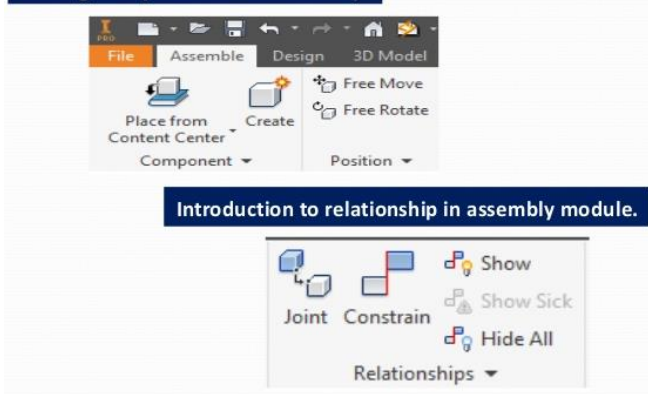 PRO
File Assemble Design 3D Model
Place from
Content Center
Create
Free Move
Free Rotate
Component
Position
Introduction to relationship in assembly module.
Joint
Constrain
Show
Show Sick
Hide All
Relationships